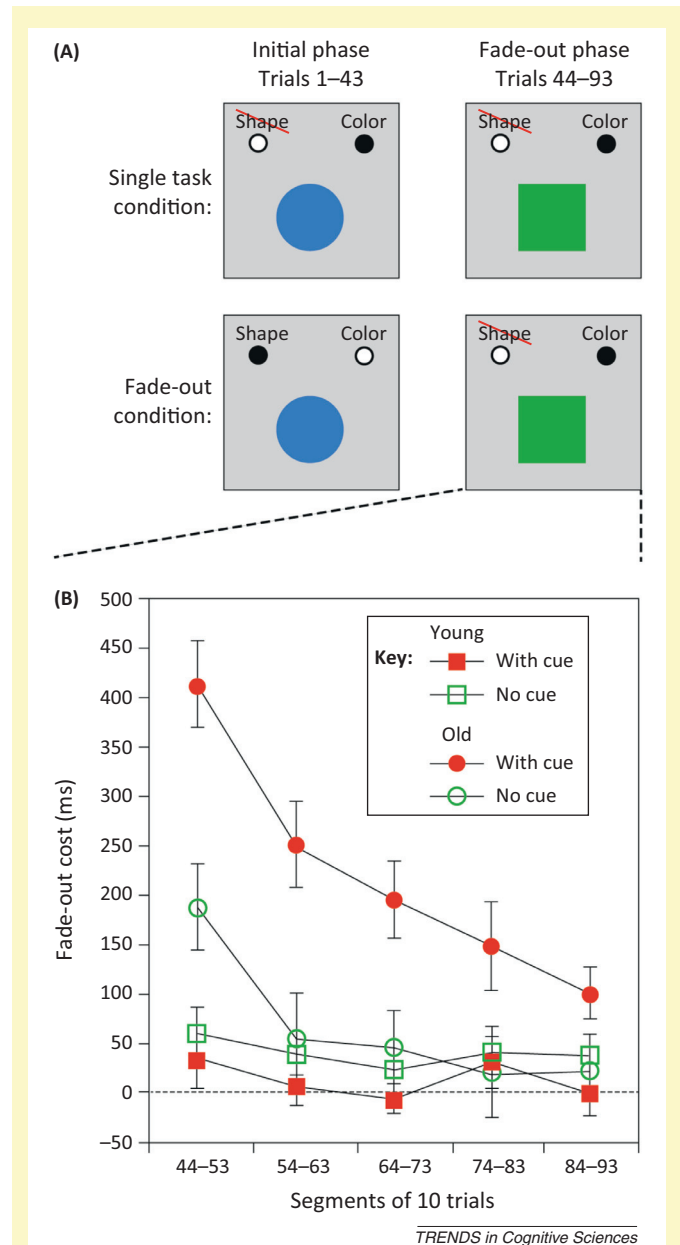 (A)
Initial phase
Trials 1–43
Fade-out phase
Trials 44–93
Single task
condition:
Shape Color
Shape Color
Fade-out
condition:
Shape Color
Shape Color
(B)
Fade-out cost (ms)
500
450
400
350
300
250
200
150
100
50
0
–50
Key:
Young
With cue
No cue
Old
With cue
No cue
44–53 54–63 64–73 74–83 84–93
Segments of 10 trials
TRENDS in Cognitive Sciences